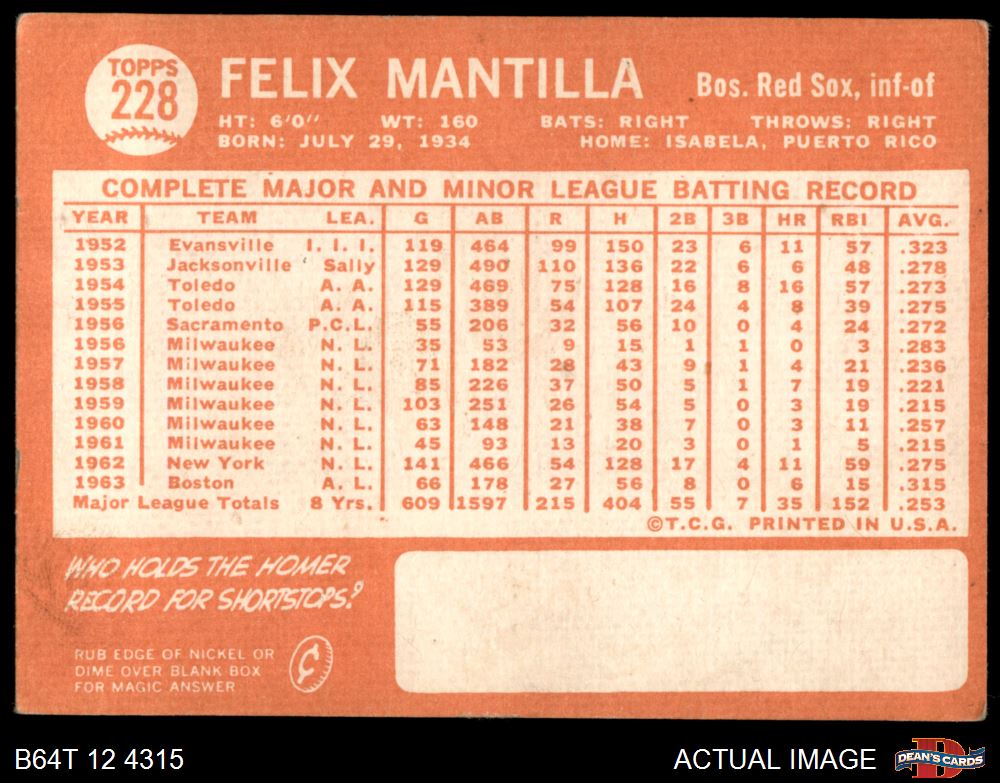 TOPPS
228
FELIX MANTILLA Bos. Red Sox, inf-of
HT: 6'0" WT: 160 BATS: RIGHT THROWS: RIGHT
BORN: JULY 29, 1934 HOME: ISABELA, PUERTO RICO
COMPLETE MAJOR AND MINOR LEAGUE BATTING RECORD
YEAR TEAM LEA. G AB R H 2B 3B HR RBI AVG.
1952 Evansville I. I. I. 119 464 99 150 23 6 11 57 .323
1953 Jacksonville Sally 129 490 110 136 22 6 6 48 .278
1954 Toledo A. A. 129 469 75 128 16 8 16 57 .273
1955 Toledo A. A. 115 389 54 107 24 4 8 39 .275
1956 Sacramento P.C.L. 55 206 32 56 10 0 4 24 .272
1956 Milwaukee N. L. 35 53 9 15 1 1 0 3 .283
1957 Milwaukee N. L. 71 182 28 43 9 1 4 21 .236
1958 Milwaukee N. L. 85 226 37 50 5 1 7 19 .221
1959 Milwaukee N. L. 103 251 26 54 5 0 3 19 .215
1960 Milwaukee N. L. 63 148 21 38 7 0 3 11 .257
1961 Milwaukee N. L. 45 93 13 20 3 0 1 5 .215
1962 New York N. L. 141 466 54 128 17 4 11 59 .275
1963 Boston A. L. 66 178 27 56 8 0 6 15 .315
Major League Totals 8 Yrs. 609 1597 215 404 55 7 35 152 .253
©T.C.G. PRINTED IN U.S.A.
WHO HOLDS THE HOMER
RECORD FOR SHORTSTOPS?
RUB EDGE OF NICKEL OR
DIME OVER BLANK BOX
FOR MAGIC ANSWER
¢
B64T 12 4315 ACTUAL IMAGE D DEAN'S CARDS